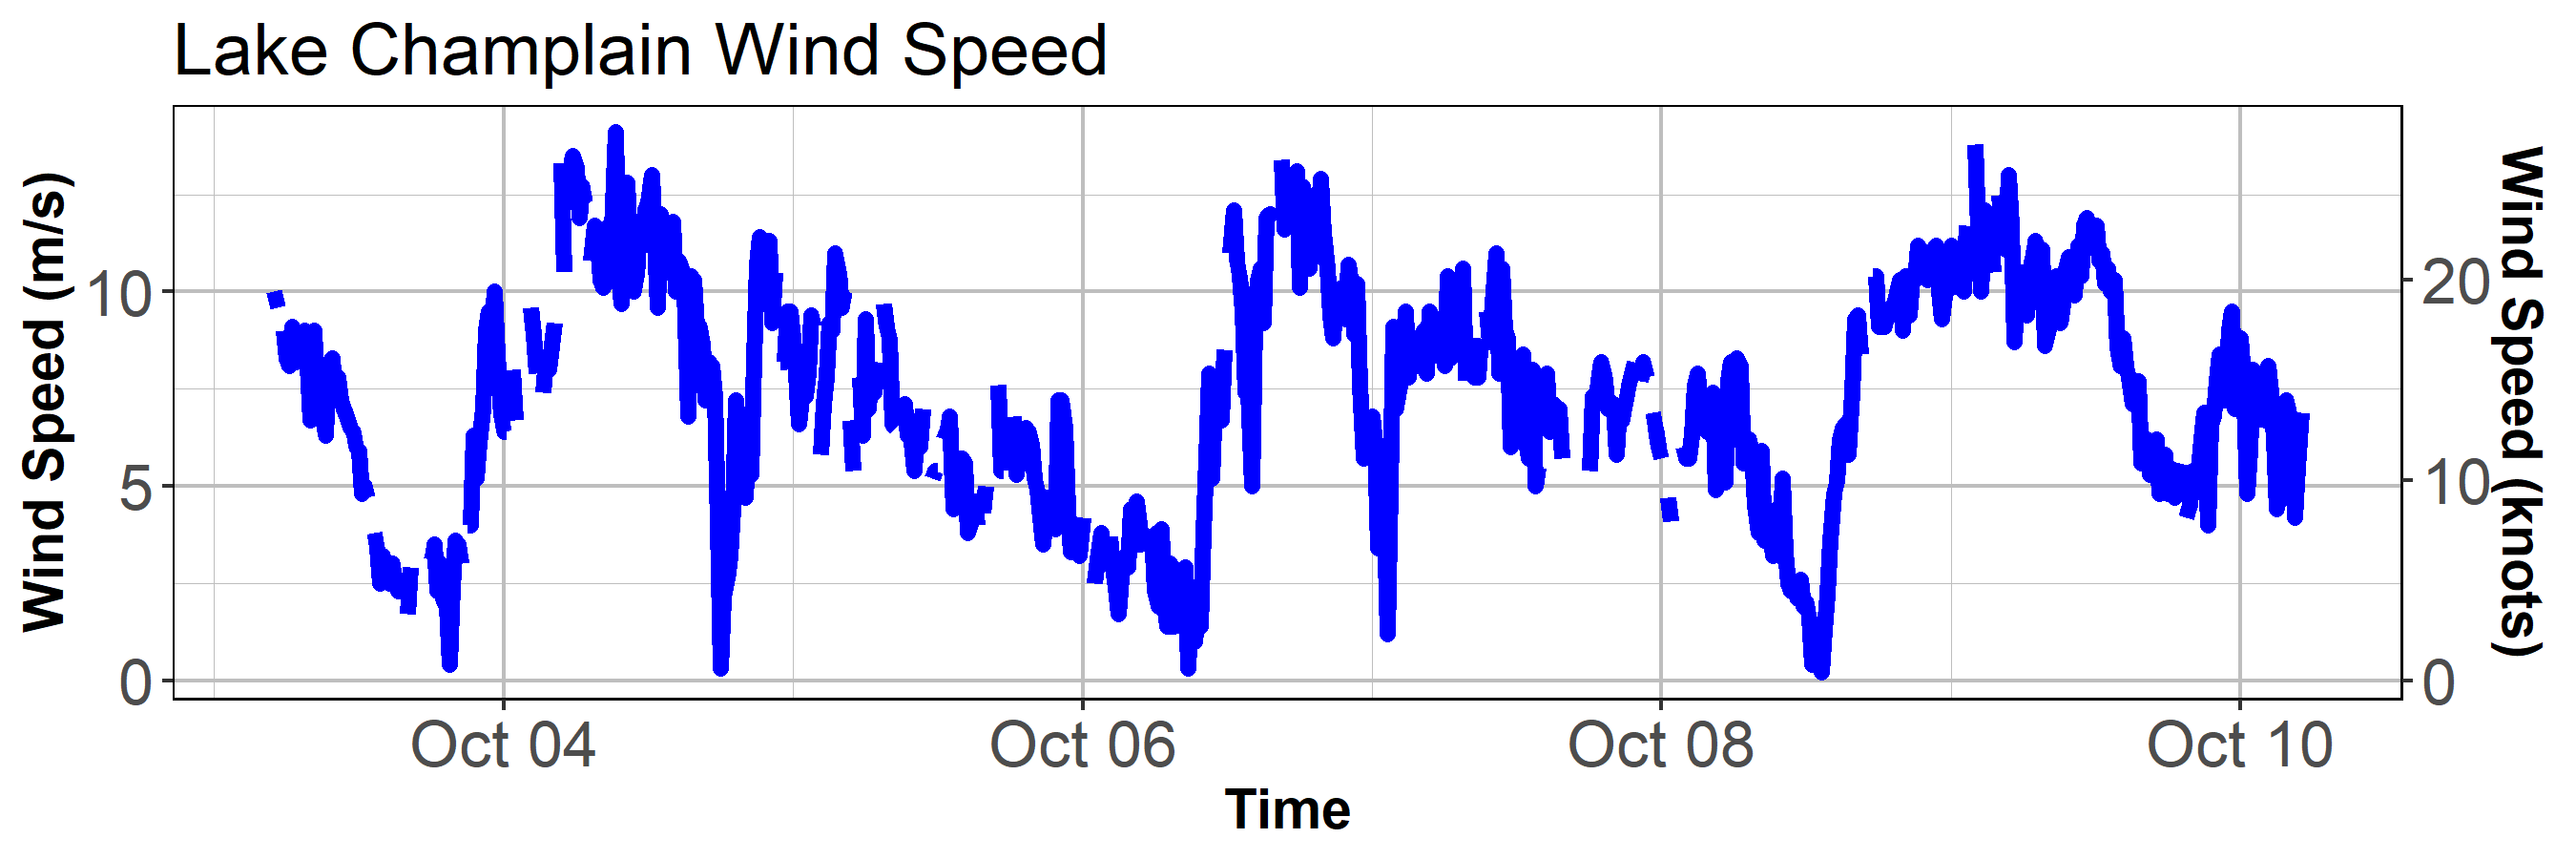 Lake Champlain Wind Speed
Wind Speed (m/s)
10
5
0
20
10
0
Wind Speed (knots)
Oct 04
Oct 06
Oct 08
Oct 10
Time